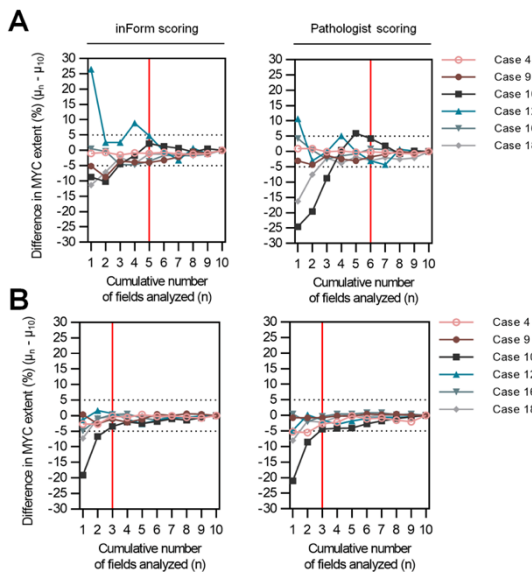 A
inForm scoring
Pathologist scoring
Difference in MYC extent (%) (μn - μ10)
30
25
20
15
10
5
0
-5
-10
-15
-20
-25
-30
1 2 3 4 5 6 7 8 9 10
Cumulative number
of fields analyzed (n)
30
25
20
15
10
5
0
-5
-10
-15
-20
-25
-30
1 2 3 4 5 6 7 8 9 10
Cumulative number
of fields analyzed (n)
Case 4
Case 9
Case 10
Case 12
Case 16
Case 18
B
Difference in MYC extent (%) (μn - μ10)
30
25
20
15
10
5
0
-5
-10
-15
-20
-25
-30
1 2 3 4 5 6 7 8 9 10
Cumulative number
of fields analyzed (n)
30
25
20
15
10
5
0
-5
-10
-15
-20
-25
-30
1 2 3 4 5 6 7 8 9 10
Cumulative number
of fields analyzed (n)
Case 4
Case 9
Case 10
Case 12
Case 16
Case 18